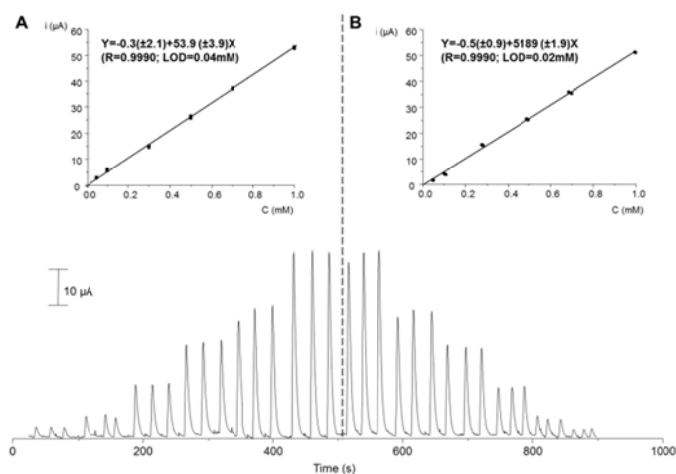 A
i (µA)
Y=-0.3(±2.1)+53.9 (±3.9)X
(R=0.9990; LOD=0.04mM)
60
50
40
30
20
10
0
0.0 0.2 0.4 0.6 0.8 1.0
C (mM)
B
i (µA)
Y=-0.5(±0.9)+5189 (±1.9)X
(R=0.9990; LOD=0.02mM)
60
50
40
30
20
10
0
0.0 0.2 0.4 0.6 0.8 1.0
C (mM)
10 µA
0 200 400 600 800 1000
Time (s)